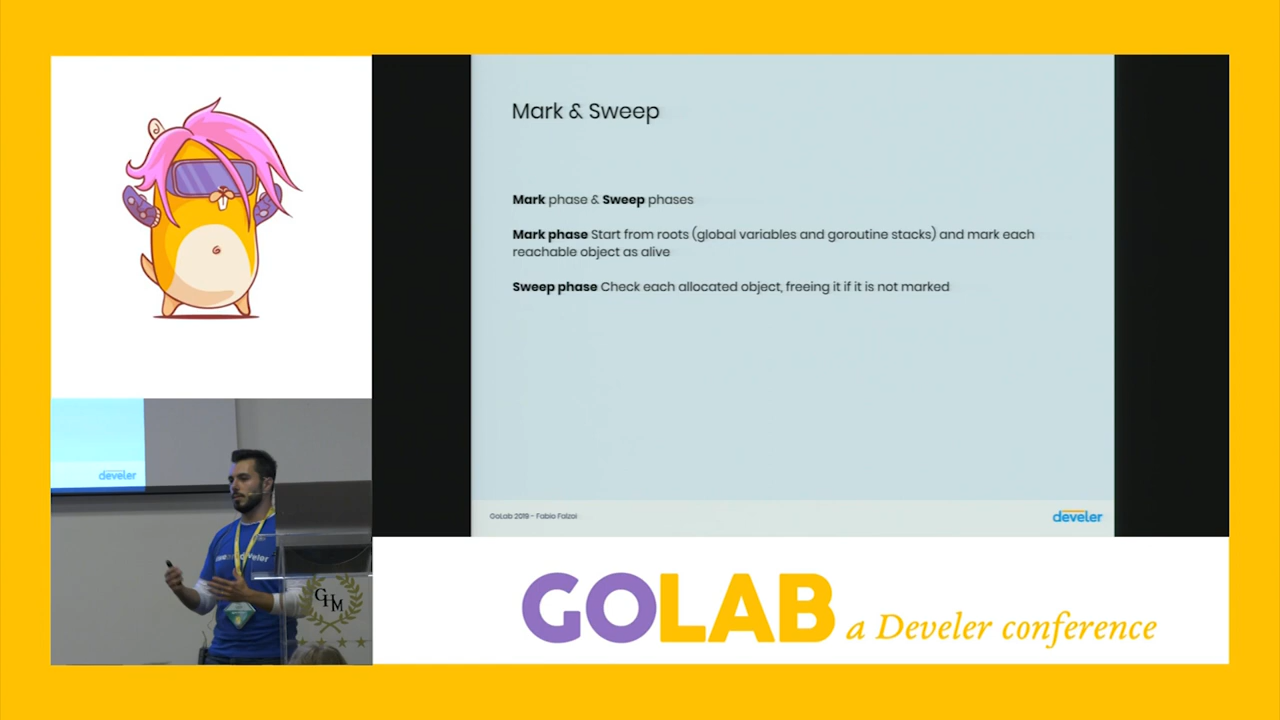 Mark & Sweep
Mark phase & Sweep phases
Mark phase Start from roots (global variables and goroutine stacks) and mark each
reachable object as alive
Sweep phase Check each allocated object, freeing it if it is not marked
GoLab 2019 - Fabio Falzoi
develer
develer
develer
GHM
GOLAB a Develer conference